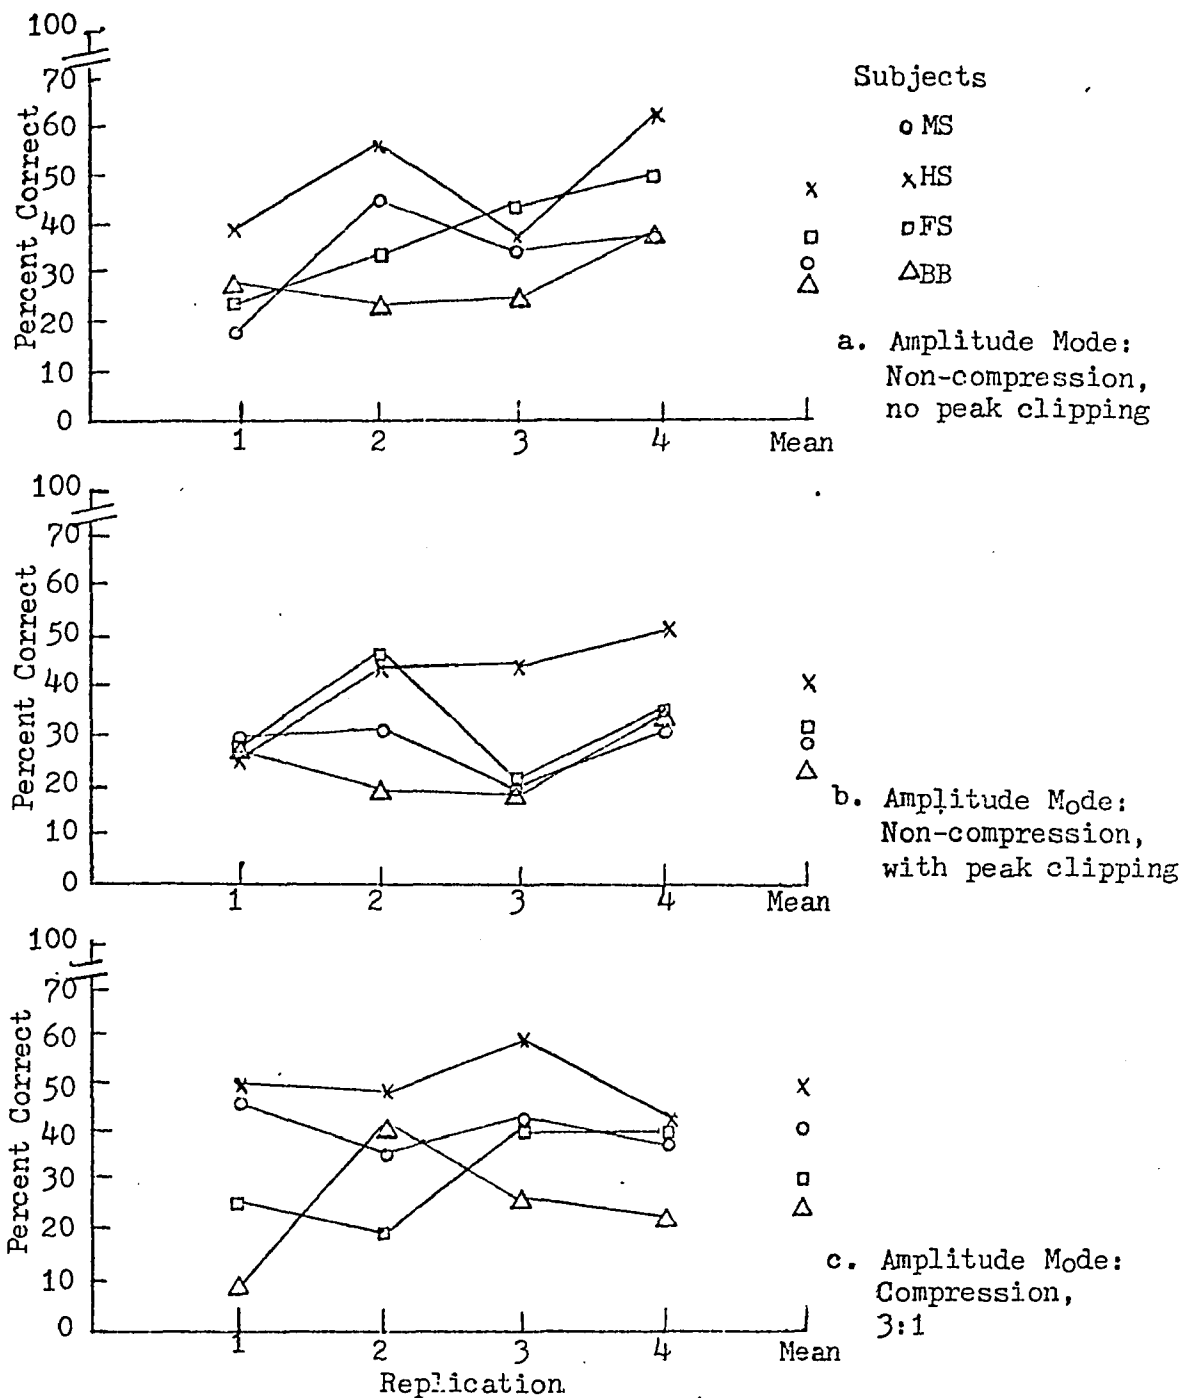 100
70
60
50
40
30
20
10
0
Percent Correct
1 2 3 4 Mean
Subjects
MS
HS
FS
BB
a. Amplitude Mode:
Non-compression,
no peak clipping
100
70
60
50
40
30
20
10
0
Percent Correct
1 2 3 4 Mean
b. Amplitude Mode:
Non-compression,
with peak clipping
100
70
60
50
40
30
20
10
0
Percent Correct
1 2 3 4 Mean
Replication
c. Amplitude Mode:
Compression,
3:1